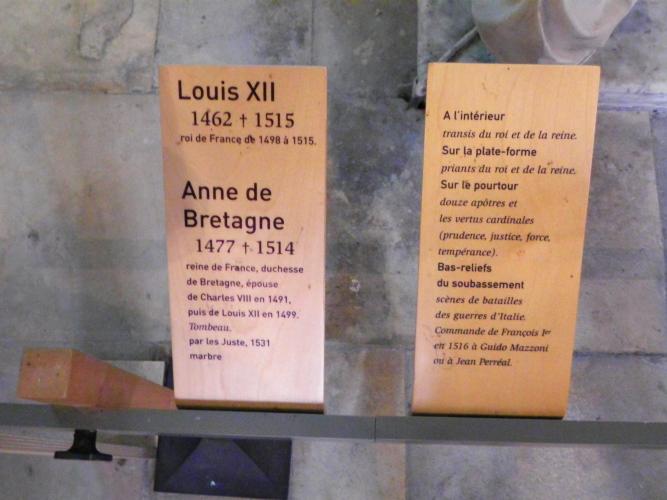 Louis XII
1462 † 1515
roi de France de 1498 à 1515.
Anne de
Bretagne
1477 † 1514
reine de France, duchesse
de Bretagne, épouse
de Charles VIII en 1491,
puis de Louis XII en 1499.
Tombeau.
par les Juste, 1531
marbre
A l'intérieur
transis du roi et de la reine.
Sur la plate-forme
priants du roi et de la reine.
Sur le pourtour
douze apôtres et
les vertus cardinales
(prudence, justice, force,
tempérance).
Bas-reliefs
du soubassement
scènes de batailles
des guerres d'Italie.
Commande de François Ier
en 1516 à Guido Mazzoni
ou à Jean Perréal.